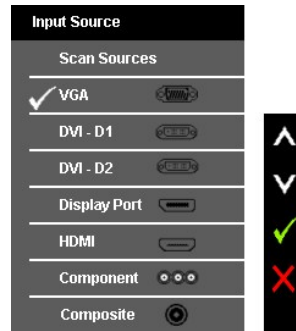 Input Source
Scan Sources
VGA
DVI - D1
DVI - D2
Display Port
HDMI
Component
Composite